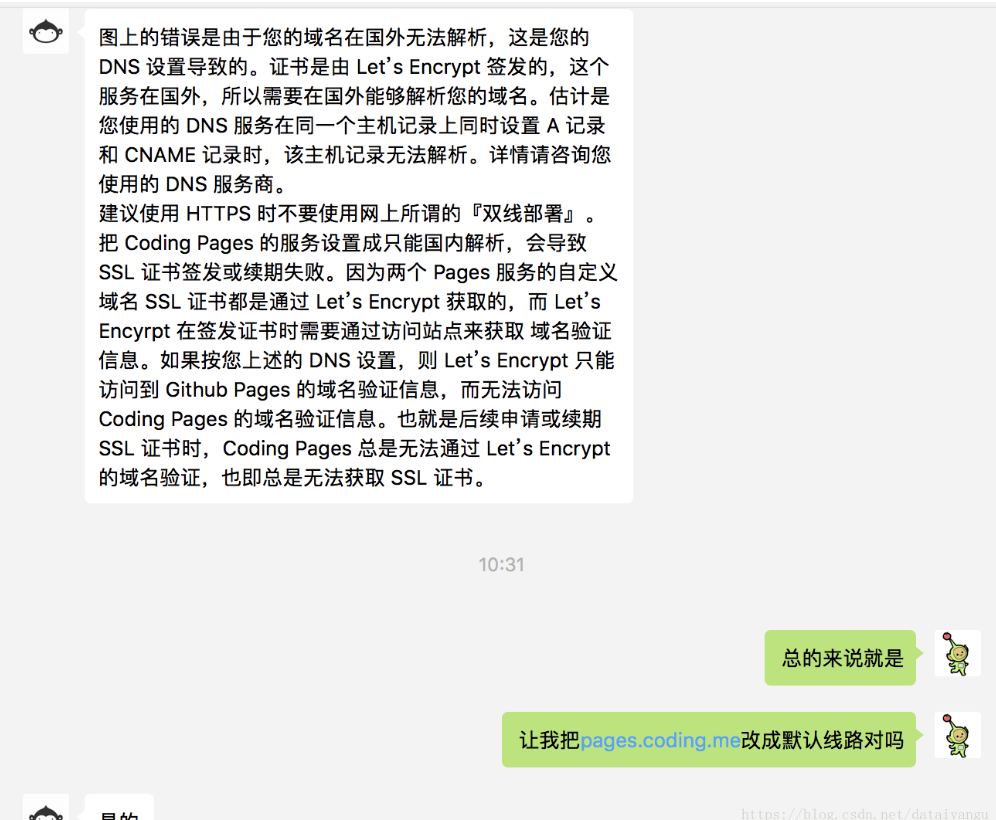 图上的错误是由于您的域名在国外无法解析，这是您的
DNS 设置导致的。证书是由 Let's Encrypt 签发的，这个
服务在国外，所以需要在国外能够解析您的域名。估计是
您使用的 DNS 服务在同一个主机记录上同时设置 A 记录
和 CNAME 记录时，该主机记录无法解析。详情请咨询您
使用的 DNS 服务商。
建议使用 HTTPS 时不要使用网上所谓的『双线部署』。
把 Coding Pages 的服务设置成只能国内解析，会导致
SSL 证书签发或续期失败。因为两个 Pages 服务的自定义
域名 SSL 证书都是通过 Let's Encrypt 获取的，而 Let's
Encyrpt 在签发证书时需要通过访问站点来获取 域名验证
信息。如果按您上述的 DNS 设置，则 Let's Encrypt 只能
访问到 Github Pages 的域名验证信息，而无法访问
Coding Pages 的域名验证信息。也就是后续申请或续期
SSL 证书时，Coding Pages 总是无法通过 Let's Encrypt
的域名验证，也即总是无法获取 SSL 证书。
10:31
总的来说就是
让我把pages.coding.me改成默认线路对吗
是的
https://blog.csdn.net/dataiyangu